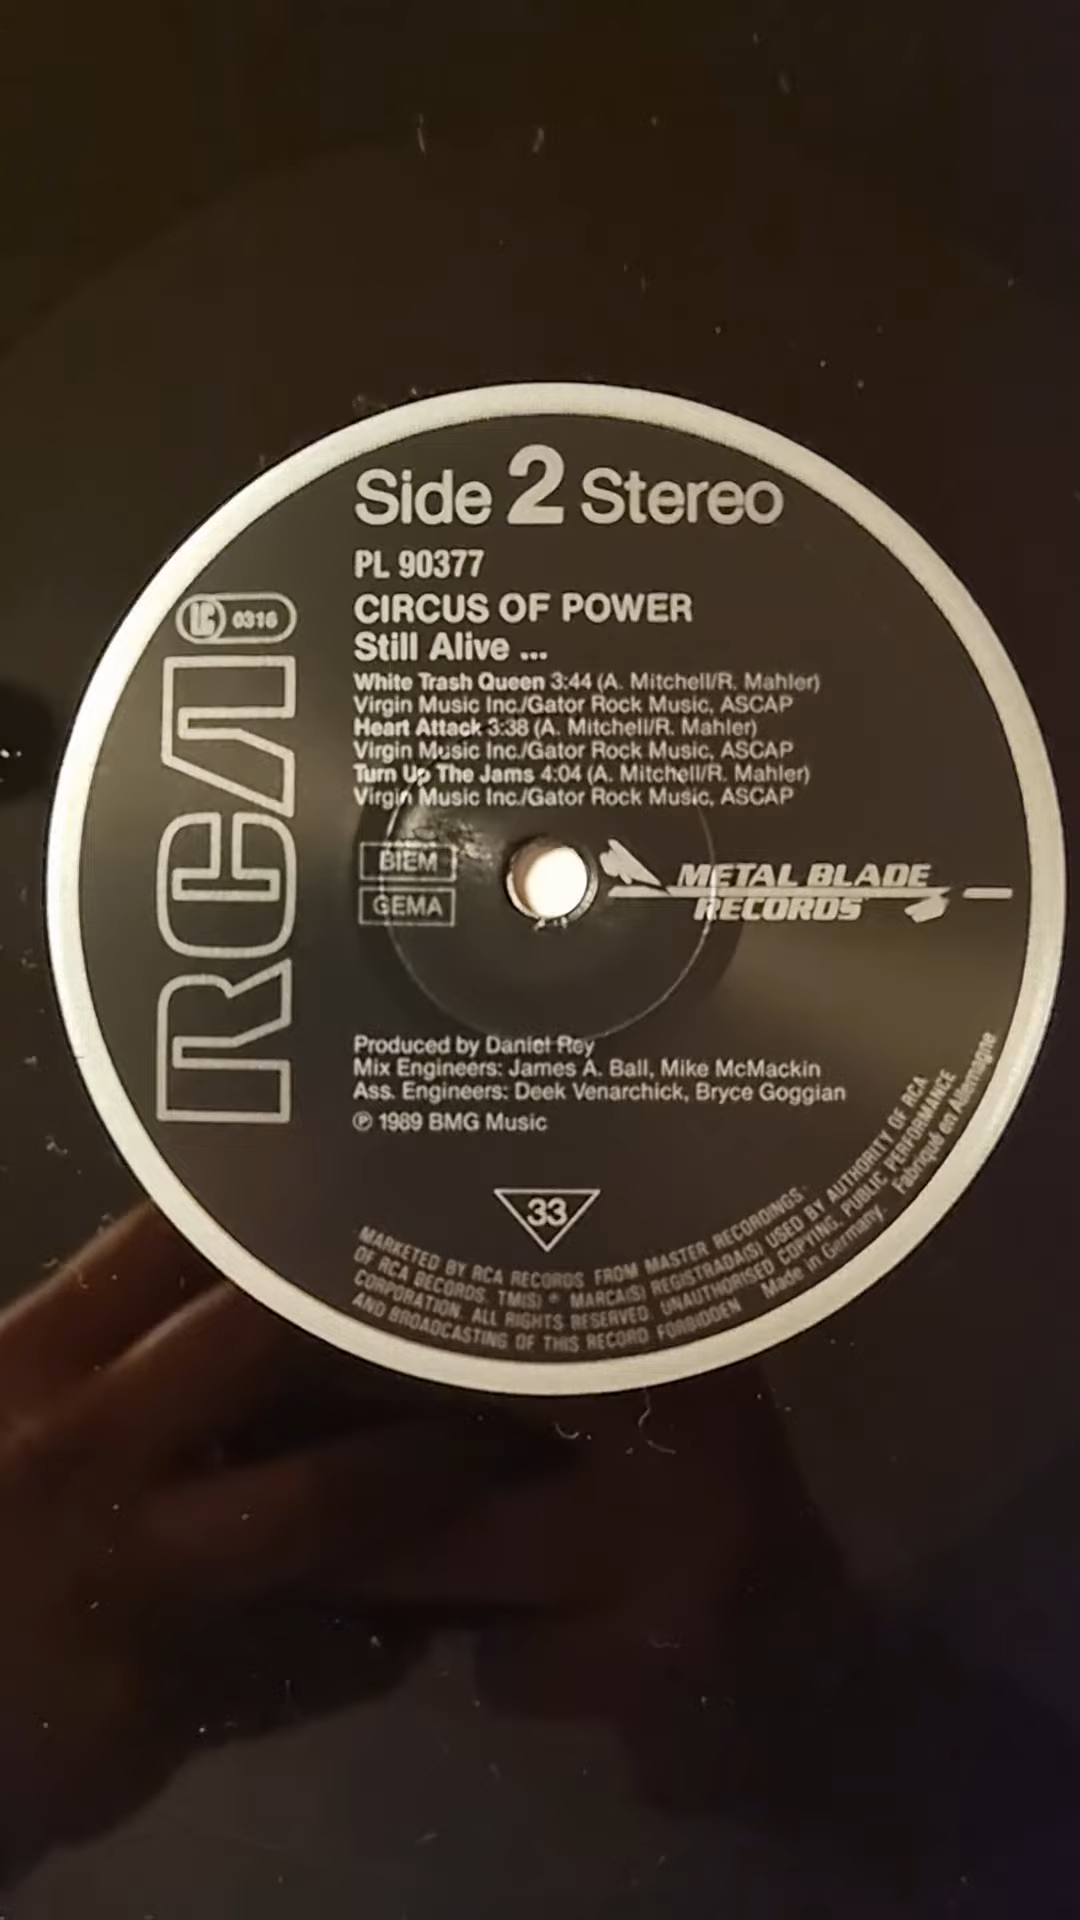 Side 2 Stereo
PL 90377
CIRCUS OF POWER
Still Alive ...
White Trash Queen 3:44 (A. Mitchell/R. Mahler)
Virgin Music Inc./Gator Rock Music, ASCAP
Heart Attack 3:38 (A. Mitchell/R. Mahler)
Virgin Music Inc./Gator Rock Music, ASCAP
Turn Up The Jams 4:04 (A. Mitchell/R. Mahler)
Virgin Music Inc./Gator Rock Music, ASCAP
LC 0316
RCA
BIEM
GEMA
METAL BLADE
RECORDS
Produced by Daniel Rey
Mix Engineers: James A. Ball, Mike McMackin
Ass. Engineers: Deek Venarchick, Bryce Goggian
℗ 1989 BMG Music
33
MARKETED BY RCA RECORDS. FROM MASTER RECORDINGS.
OF RCA RECORDS. TM(S) ® MARCA(S) REGISTRADA(S) USED BY AUTHORITY OF RCA
CORPORATION. ALL RIGHTS RESERVED UNAUTHORISED COPYING, PUBLIC PERFORMANCE
AND BROADCASTING OF THIS RECORD FORBIDDEN Made in Germany. Fabriqué en Allemagne